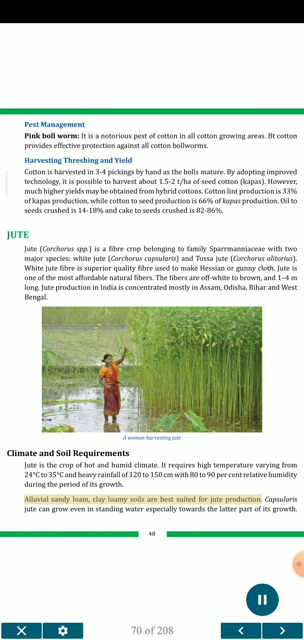 Pest Management
Pink boll worm: It is a notorious pest of cotton in all cotton growing areas. Bt cotton
provides effective protection against all cotton bollworms.
Harvesting Threshing and Yield
Cotton is harvested in 3-4 pickings by hand as the bolls mature. By adopting improved
technology, it is possible to harvest about 1.5-2 t/ha of seed cotton (kapas). However,
much higher yields may be obtained from hybrid cottons. Cotton lint production is 33%
of kapas production, while cotton to seed production is 66% of kapas production. Oil to
seeds crushed is 14-18% and cake to seeds crushed is 82-86%.
JUTE
Jute (Corchorus spp.) is a fibre crop belonging to family Sparrmanniaceae with two
major species: white jute (Corchorus capsularis) and Tossa jute (Corchorus olitorius).
White jute fibre is superior quality fibre used to make Hessian or gunny cloth. Jute is
one of the most affordable natural fibers. The fibers are off-white to brown, and 1–4 m
long. Jute production in India is concentrated mostly in Assam, Odisha, Bihar and West
Bengal.
A woman harvesting jute
Climate and Soil Requirements
Jute is the crop of hot and humid climate. It requires high temperature varying from
24°C to 35°C and heavy rainfall of 120 to 150 cm with 80 to 90 per cent relative humidity
during the period of its growth.
Alluvial sandy loam, clay loamy soils are best suited for jute production. Capsularis
jute can grow even in standing water especially towards the latter part of its growth.
48
70 of 208